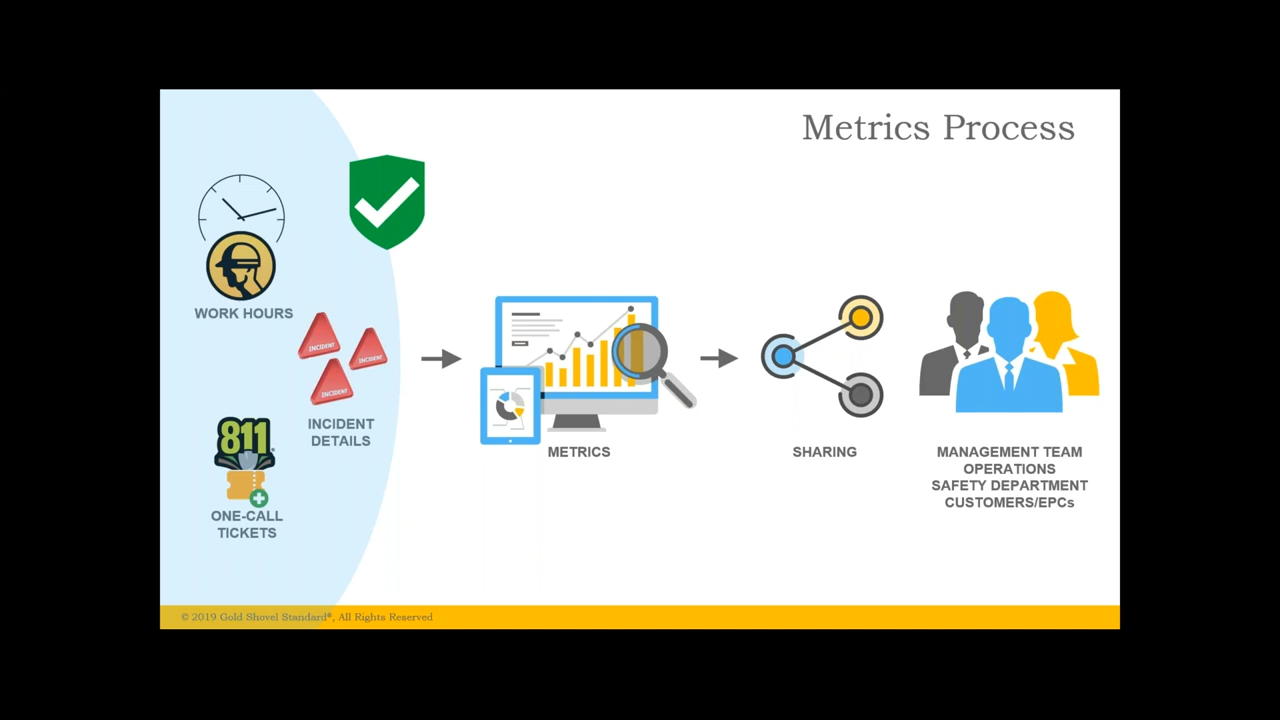 Metrics Process
WORK HOURS
INCIDENT
INCIDENT
INCIDENT
INCIDENT
DETAILS
811
ONE-CALL
TICKETS
METRICS
SHARING
MANAGEMENT TEAM
OPERATIONS
SAFETY DEPARTMENT
CUSTOMERS/EPCs
© 2019 Gold Shovel Standard®, All Rights Reserved